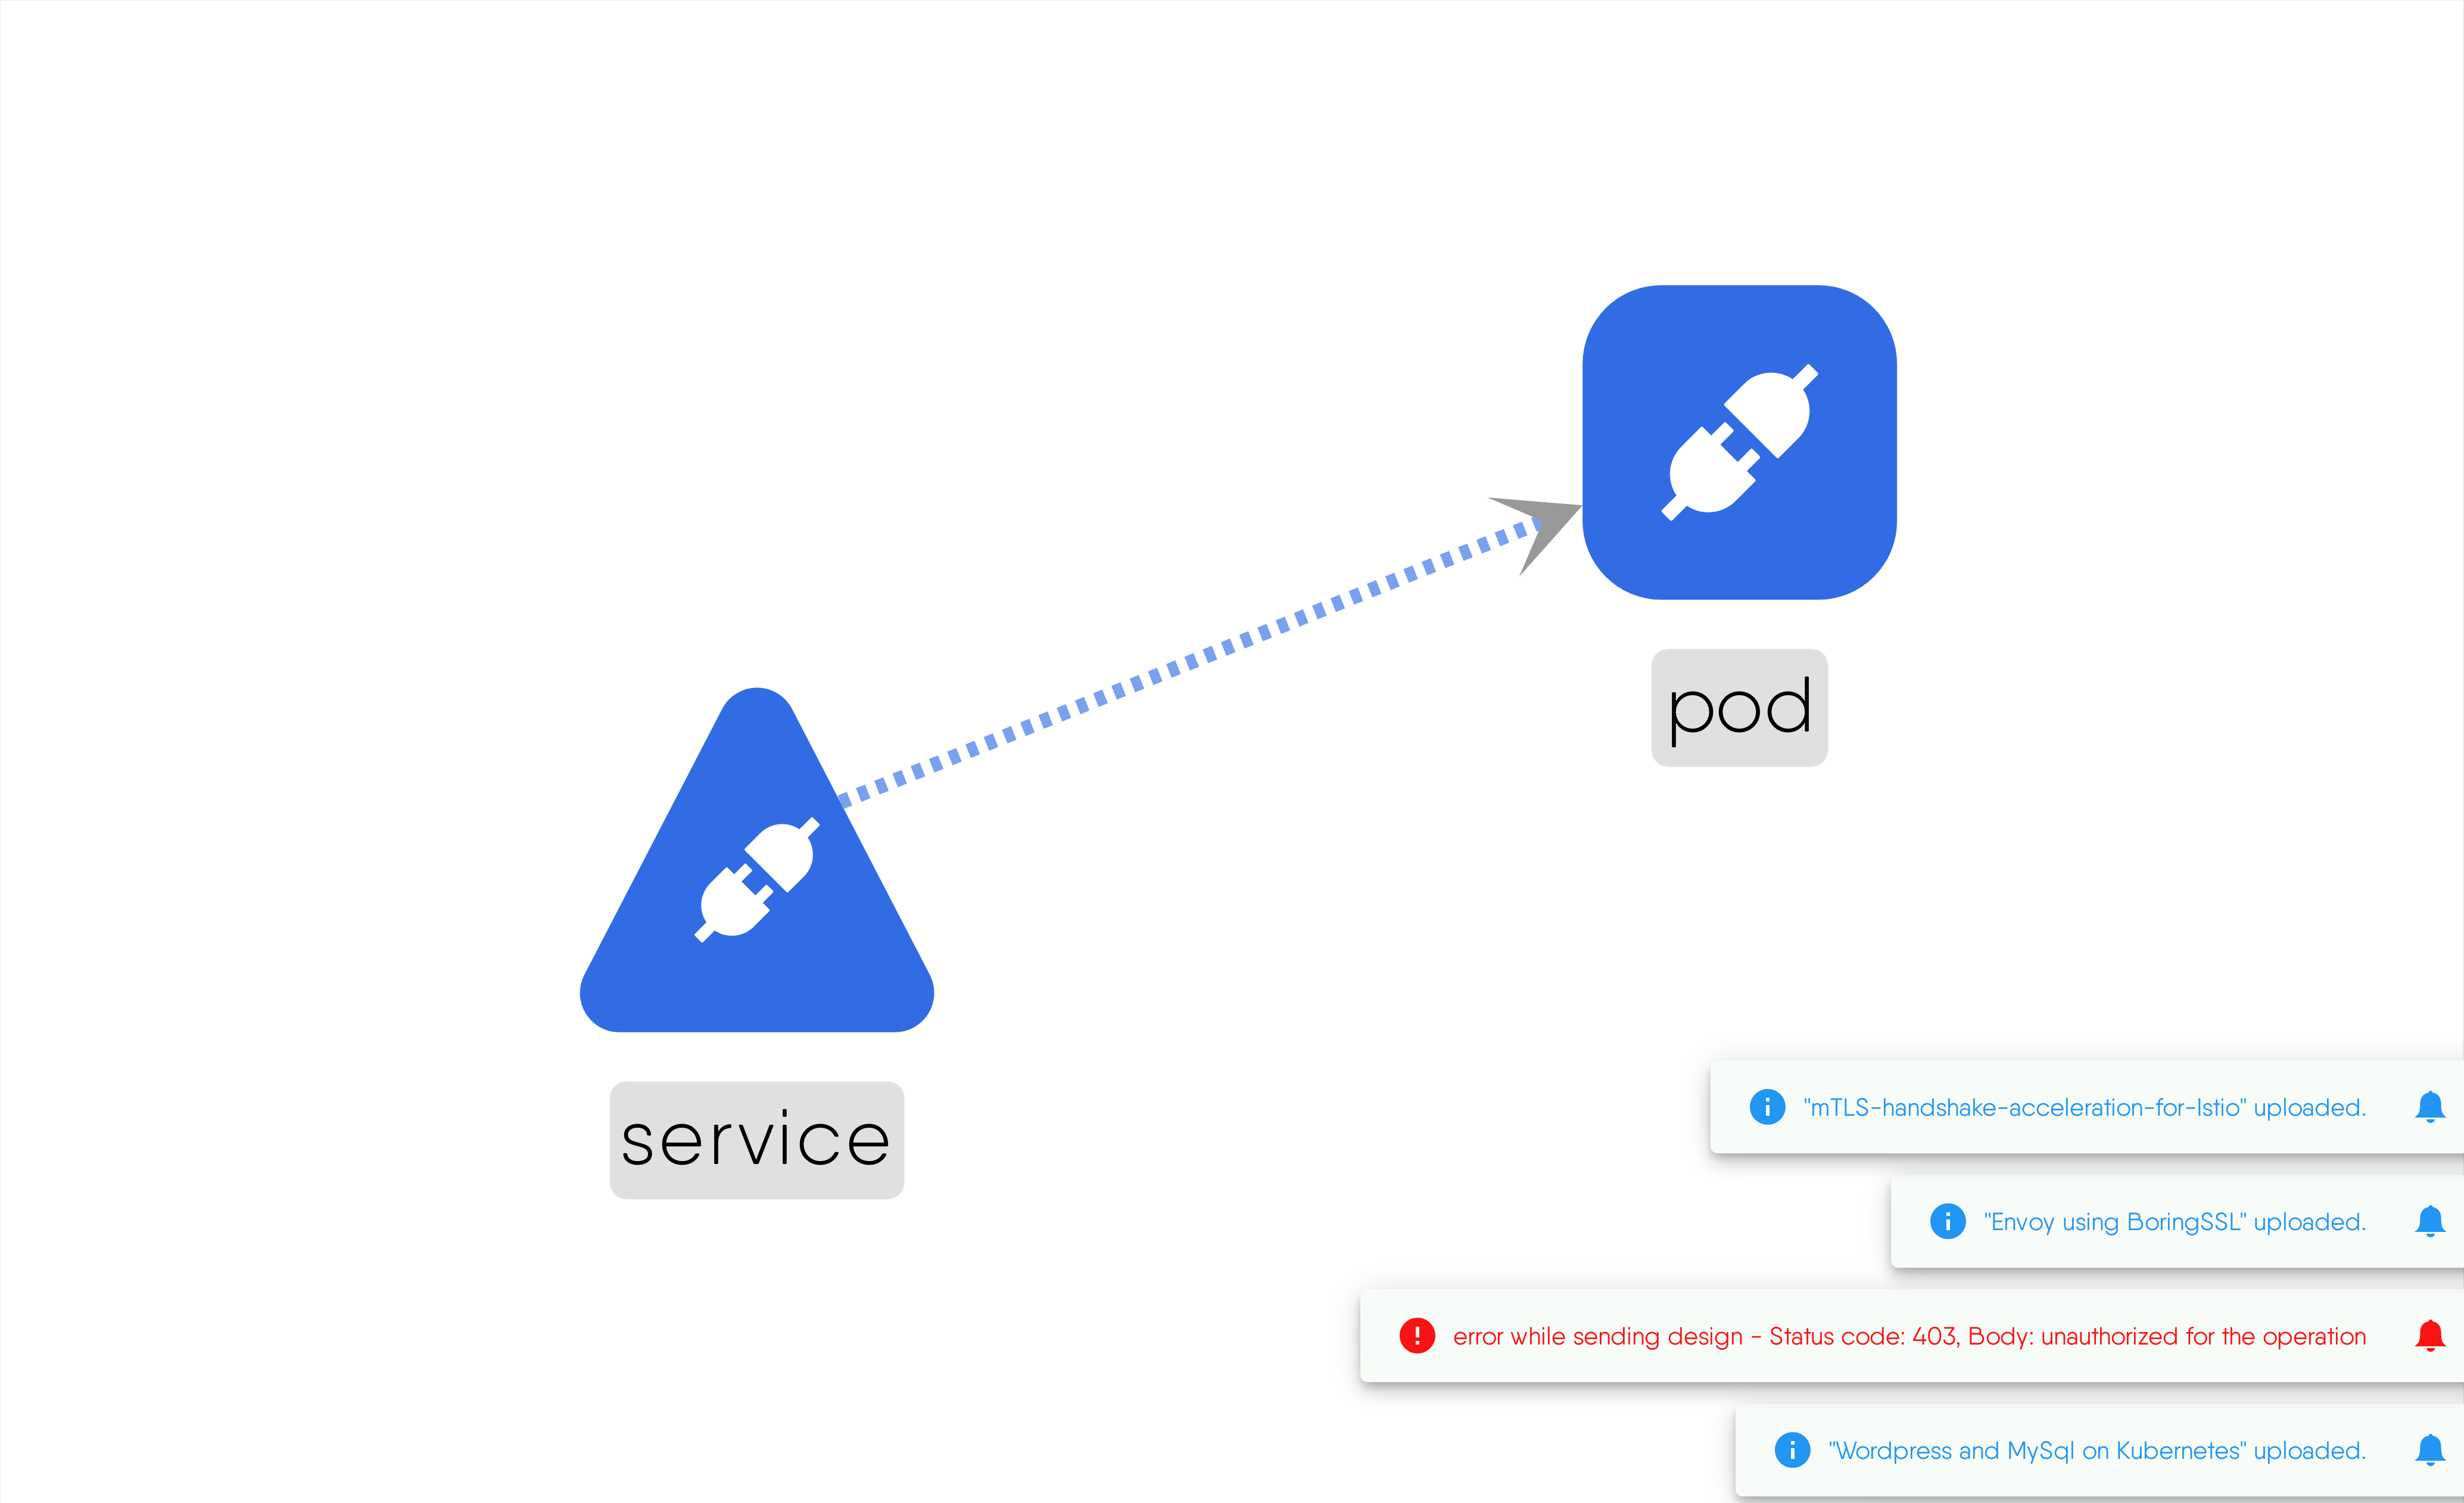 pod
service
"mTLS-handshake-acceleration-for-Istio" uploaded.
"Envoy using BoringSSL" uploaded.
error while sending design - Status code: 403, Body: unauthorized for the operation
"Wordpress and MySql on Kubernetes" uploaded.